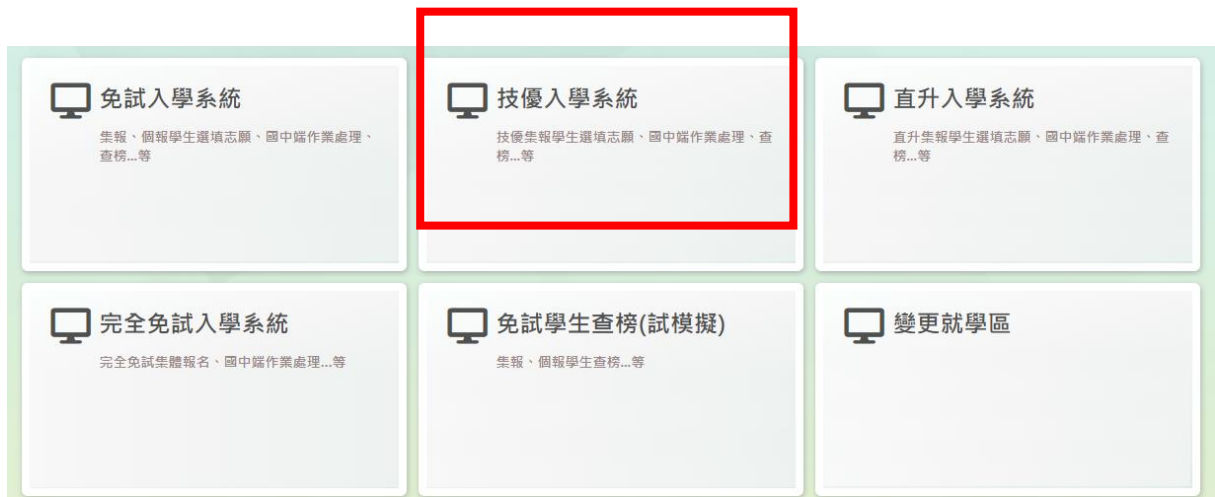 免試入學系統
集報、個報學生選填志願、國中端作業處理、
查榜...等
技優入學系統
技優集報學生選填志願、國中端作業處理、查
榜...等
直升入學系統
直升集報學生選填志願、國中端作業處理、查
榜...等
完全免試入學系統
完全免試集體報名、國中端作業處理...等
免試學生查榜(試模擬)
集報、個報學生查榜...等
變更就學區